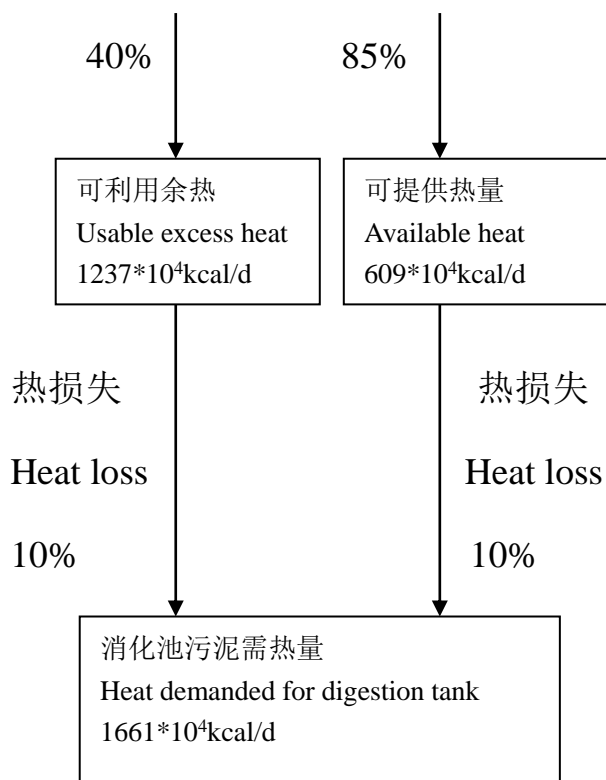 40%
85%
可利用余热
Usable excess heat
1237*10⁴kcal/d
可提供热量
Available heat
609*10⁴kcal/d
热损失
Heat loss
10%
热损失
Heat loss
10%
消化池污泥需热量
Heat demanded for digestion tank
1661*10⁴kcal/d